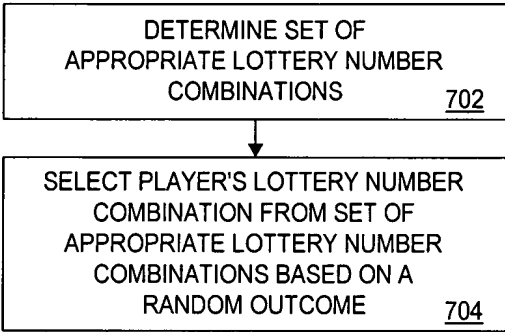 DETERMINE SET OF
APPROPRIATE LOTTERY NUMBER
COMBINATIONS
702
SELECT PLAYER'S LOTTERY NUMBER
COMBINATION FROM SET OF
APPROPRIATE LOTTERY NUMBER
COMBINATIONS BASED ON A
RANDOM OUTCOME
704